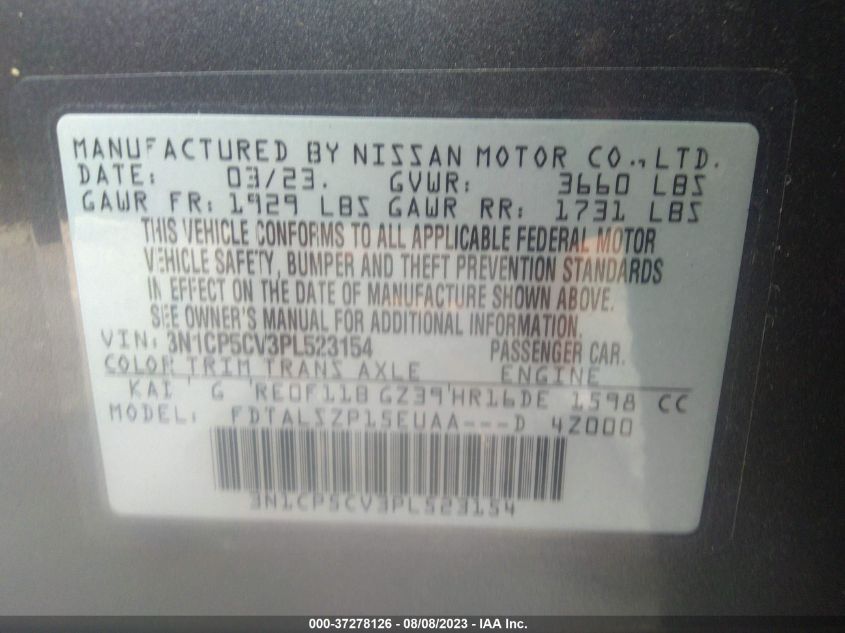 MANUFACTURED BY NISSAN MOTOR CO., LTD.
DATE: 03/23. GVWR: 3660 LBS
GAWR FR: 1929 LBS GAWR RR: 1731 LBS
THIS VEHICLE CONFORMS TO ALL APPLICABLE FEDERAL MOTOR
VEHICLE SAFETY, BUMPER AND THEFT PREVENTION STANDARDS
IN EFFECT ON THE DATE OF MANUFACTURE SHOWN ABOVE.
SEE OWNER'S MANUAL FOR ADDITIONAL INFORMATION.
VIN: 3N1CP5CV3PL523154 PASSENGER CAR.
COLOR TRIM TRANS AXLE ENGINE
KAI' G 'RE0F11B GZ39'HR16DE 1598 CC
MODEL: FDTALSZP15EUAA---D 4Z000
3N1CP5CV3PL523154
000-37278126 - 08/08/2023 - IAA Inc.